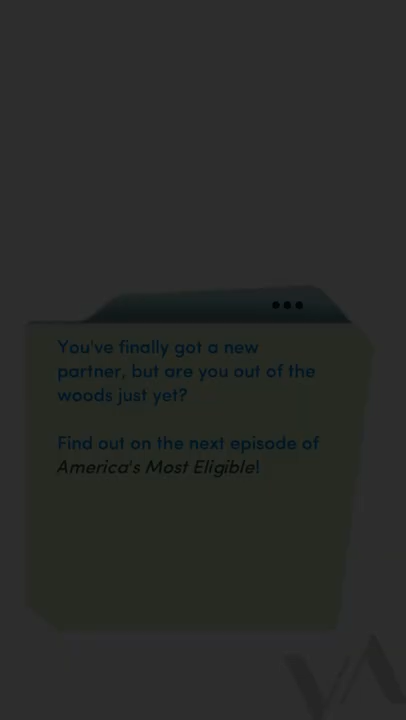 You've finally got a new
partner, but are you out of the
woods just yet?
Find out on the next episode of
America's Most Eligible!
VA